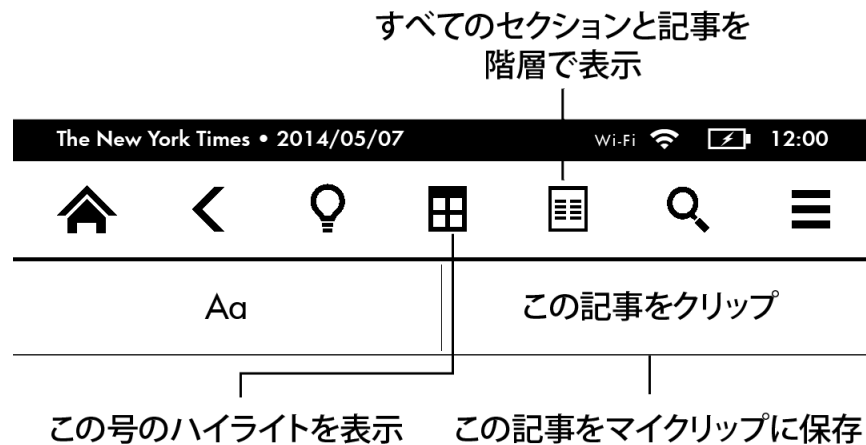 すべてのセクションと記事を
階層で表示
The New York Times • 2014/05/07 Wi-Fi 12:00
Aa この記事をクリップ
この号のハイライトを表示 この記事をマイクリップに保存